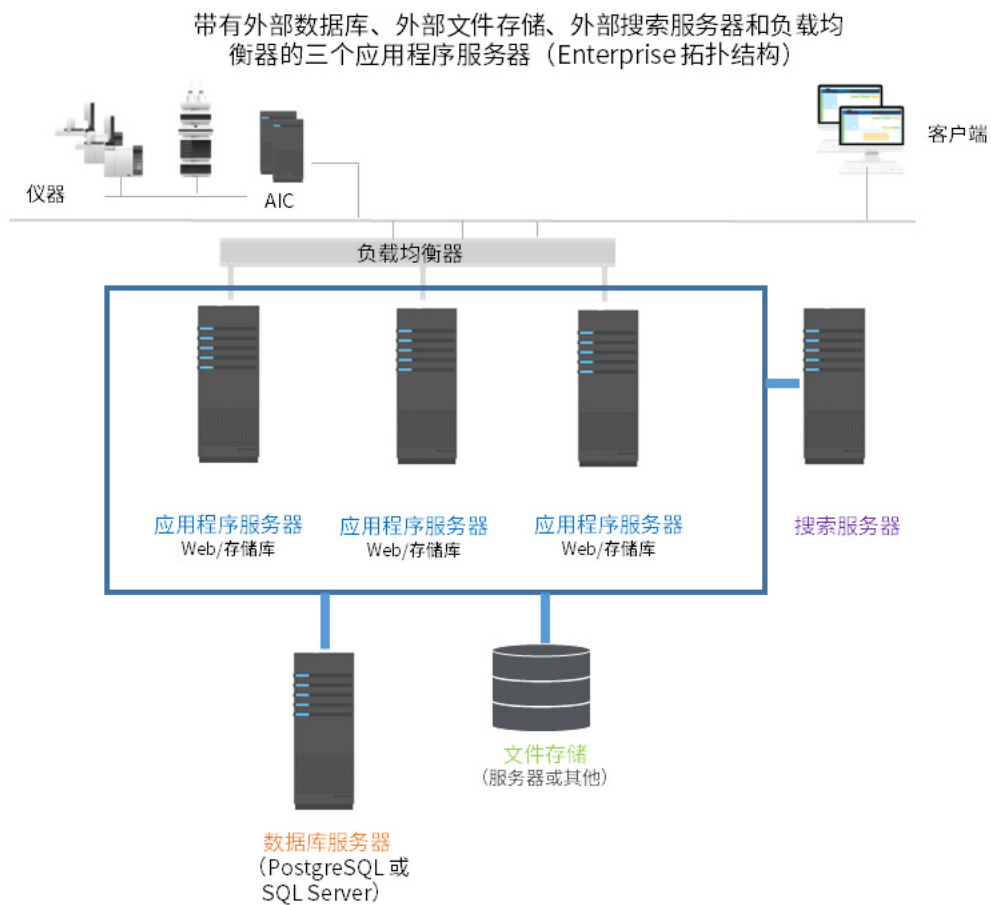 带有外部数据库、外部文件存储、外部搜索服务器和负载均
衡器的三个应用程序服务器（Enterprise 拓扑结构）
客户端
仪器
AIC
负载均衡器
应用程序服务器
Web/存储库
应用程序服务器
Web/存储库
应用程序服务器
Web/存储库
搜索服务器
文件存储
（服务器或其他）
数据库服务器
（PostgreSQL 或
SQL Server）